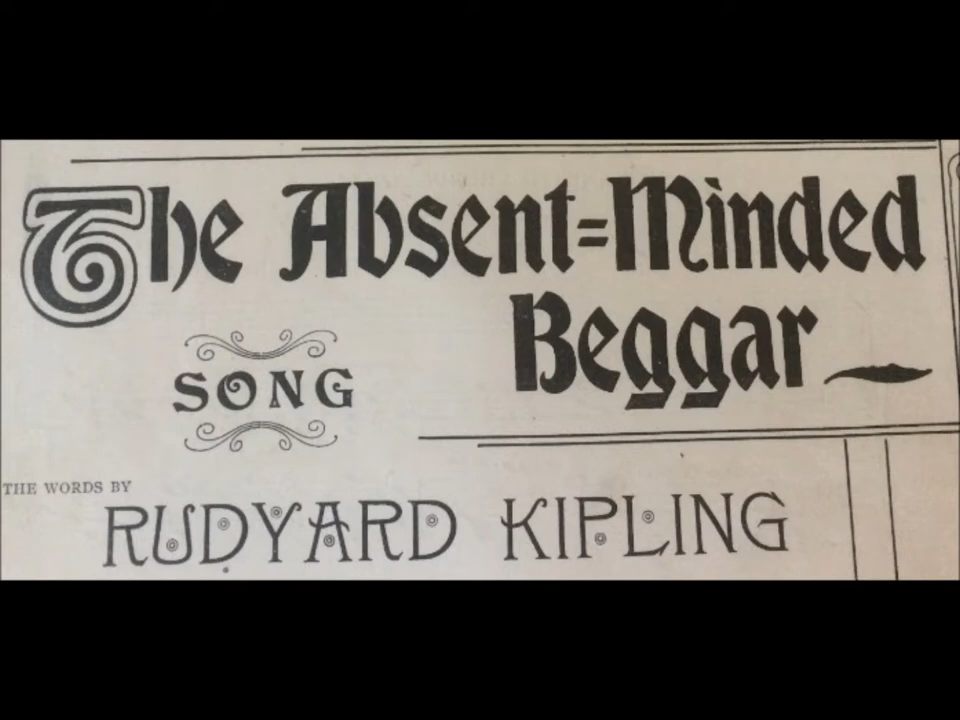 The Absent=Minded
Beggar
SONG
THE WORDS BY
RUDYARD KIPLING